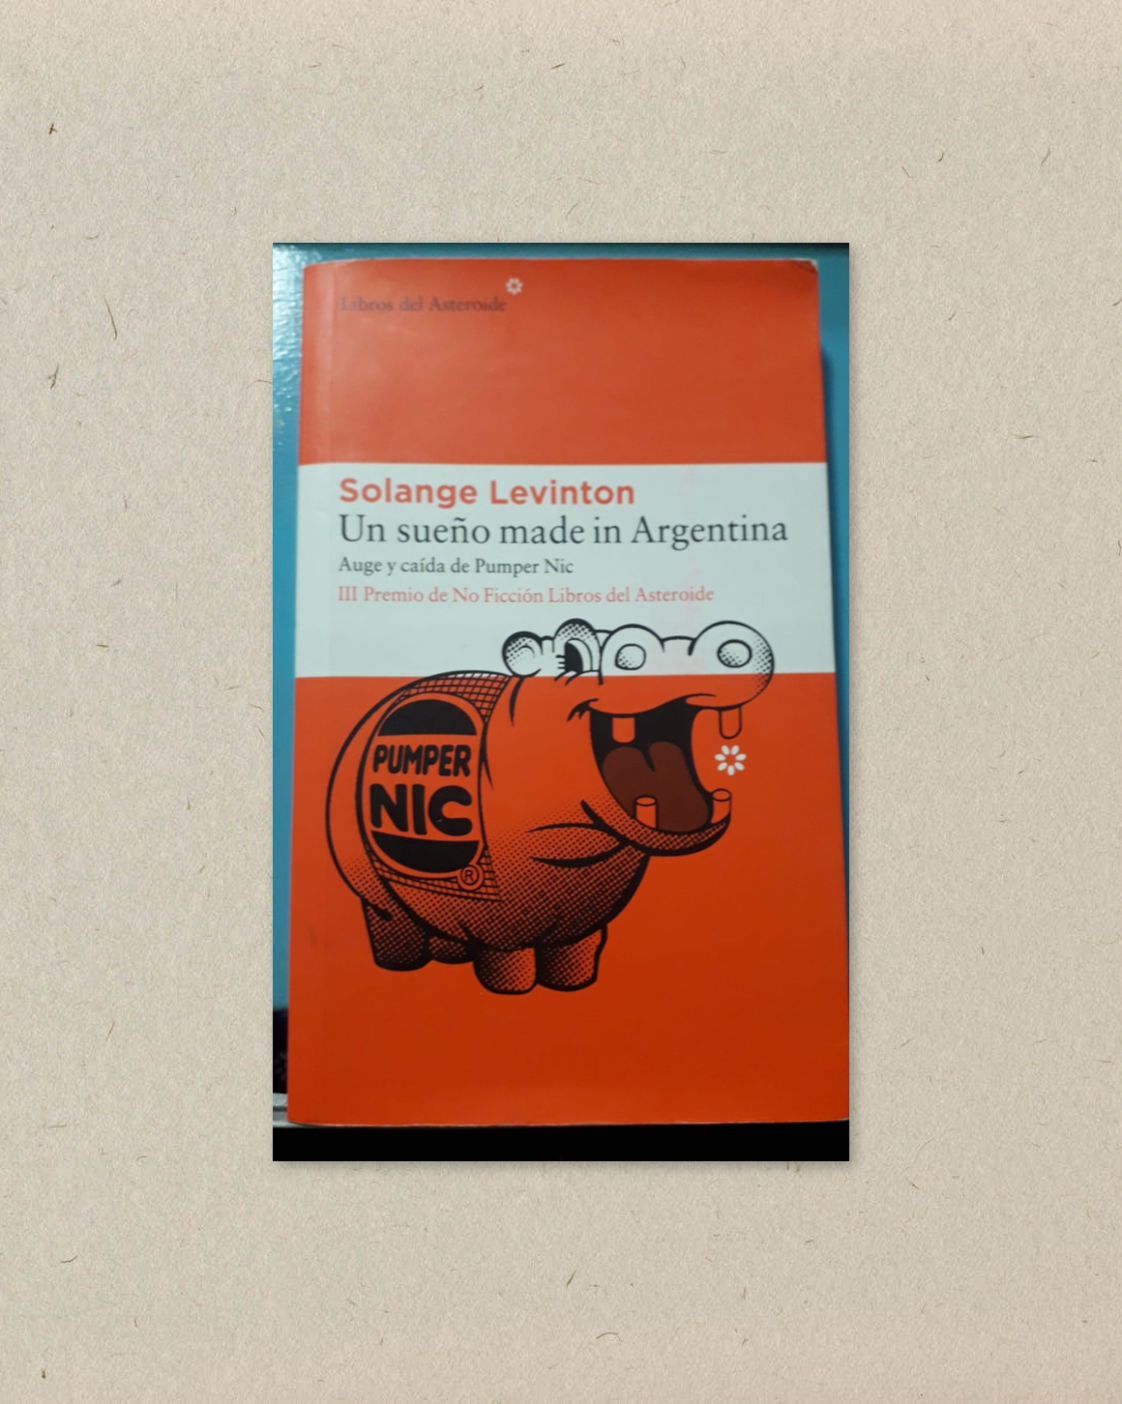 Libros del Asteroide
Solange Levinton
Un sueño made in Argentina
Auge y caída de Pumper Nic
III Premio de No Ficción Libros del Asteroide
PUMPER
NIC
®